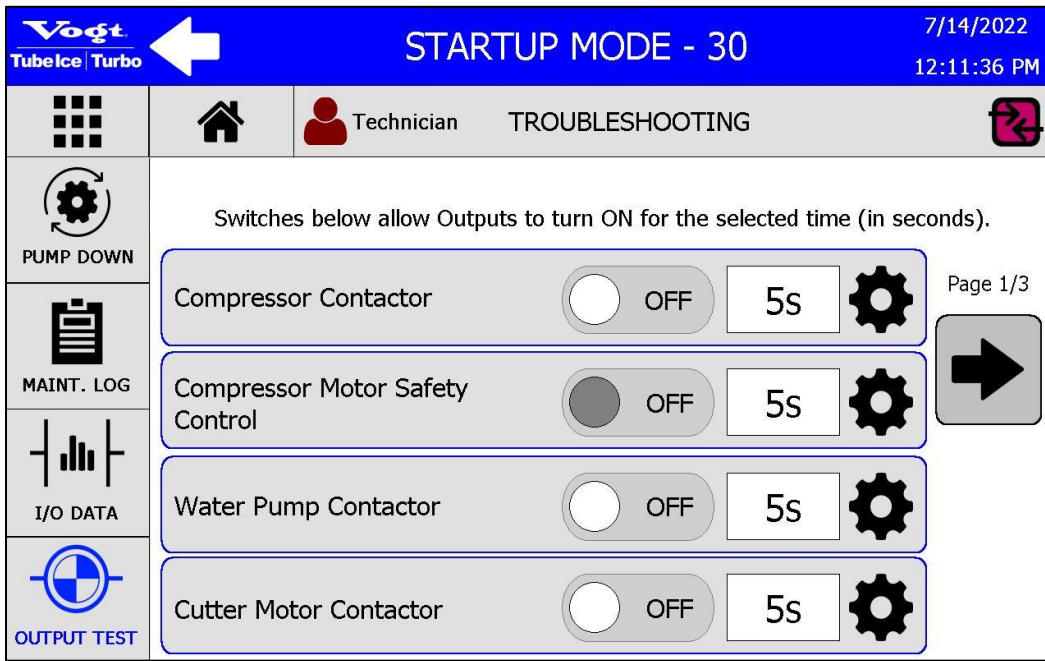 Vogt
TubeIce | Turbo
STARTUP MODE - 30
7/14/2022
12:11:36 PM
Technician
TROUBLESHOOTING
PUMP DOWN
MAINT. LOG
I/O DATA
OUTPUT TEST
Switches below allow Outputs to turn ON for the selected time (in seconds).
Compressor Contactor
OFF
5s
Compressor Motor Safety
Control
OFF
5s
Water Pump Contactor
OFF
5s
Cutter Motor Contactor
OFF
5s
Page 1/3